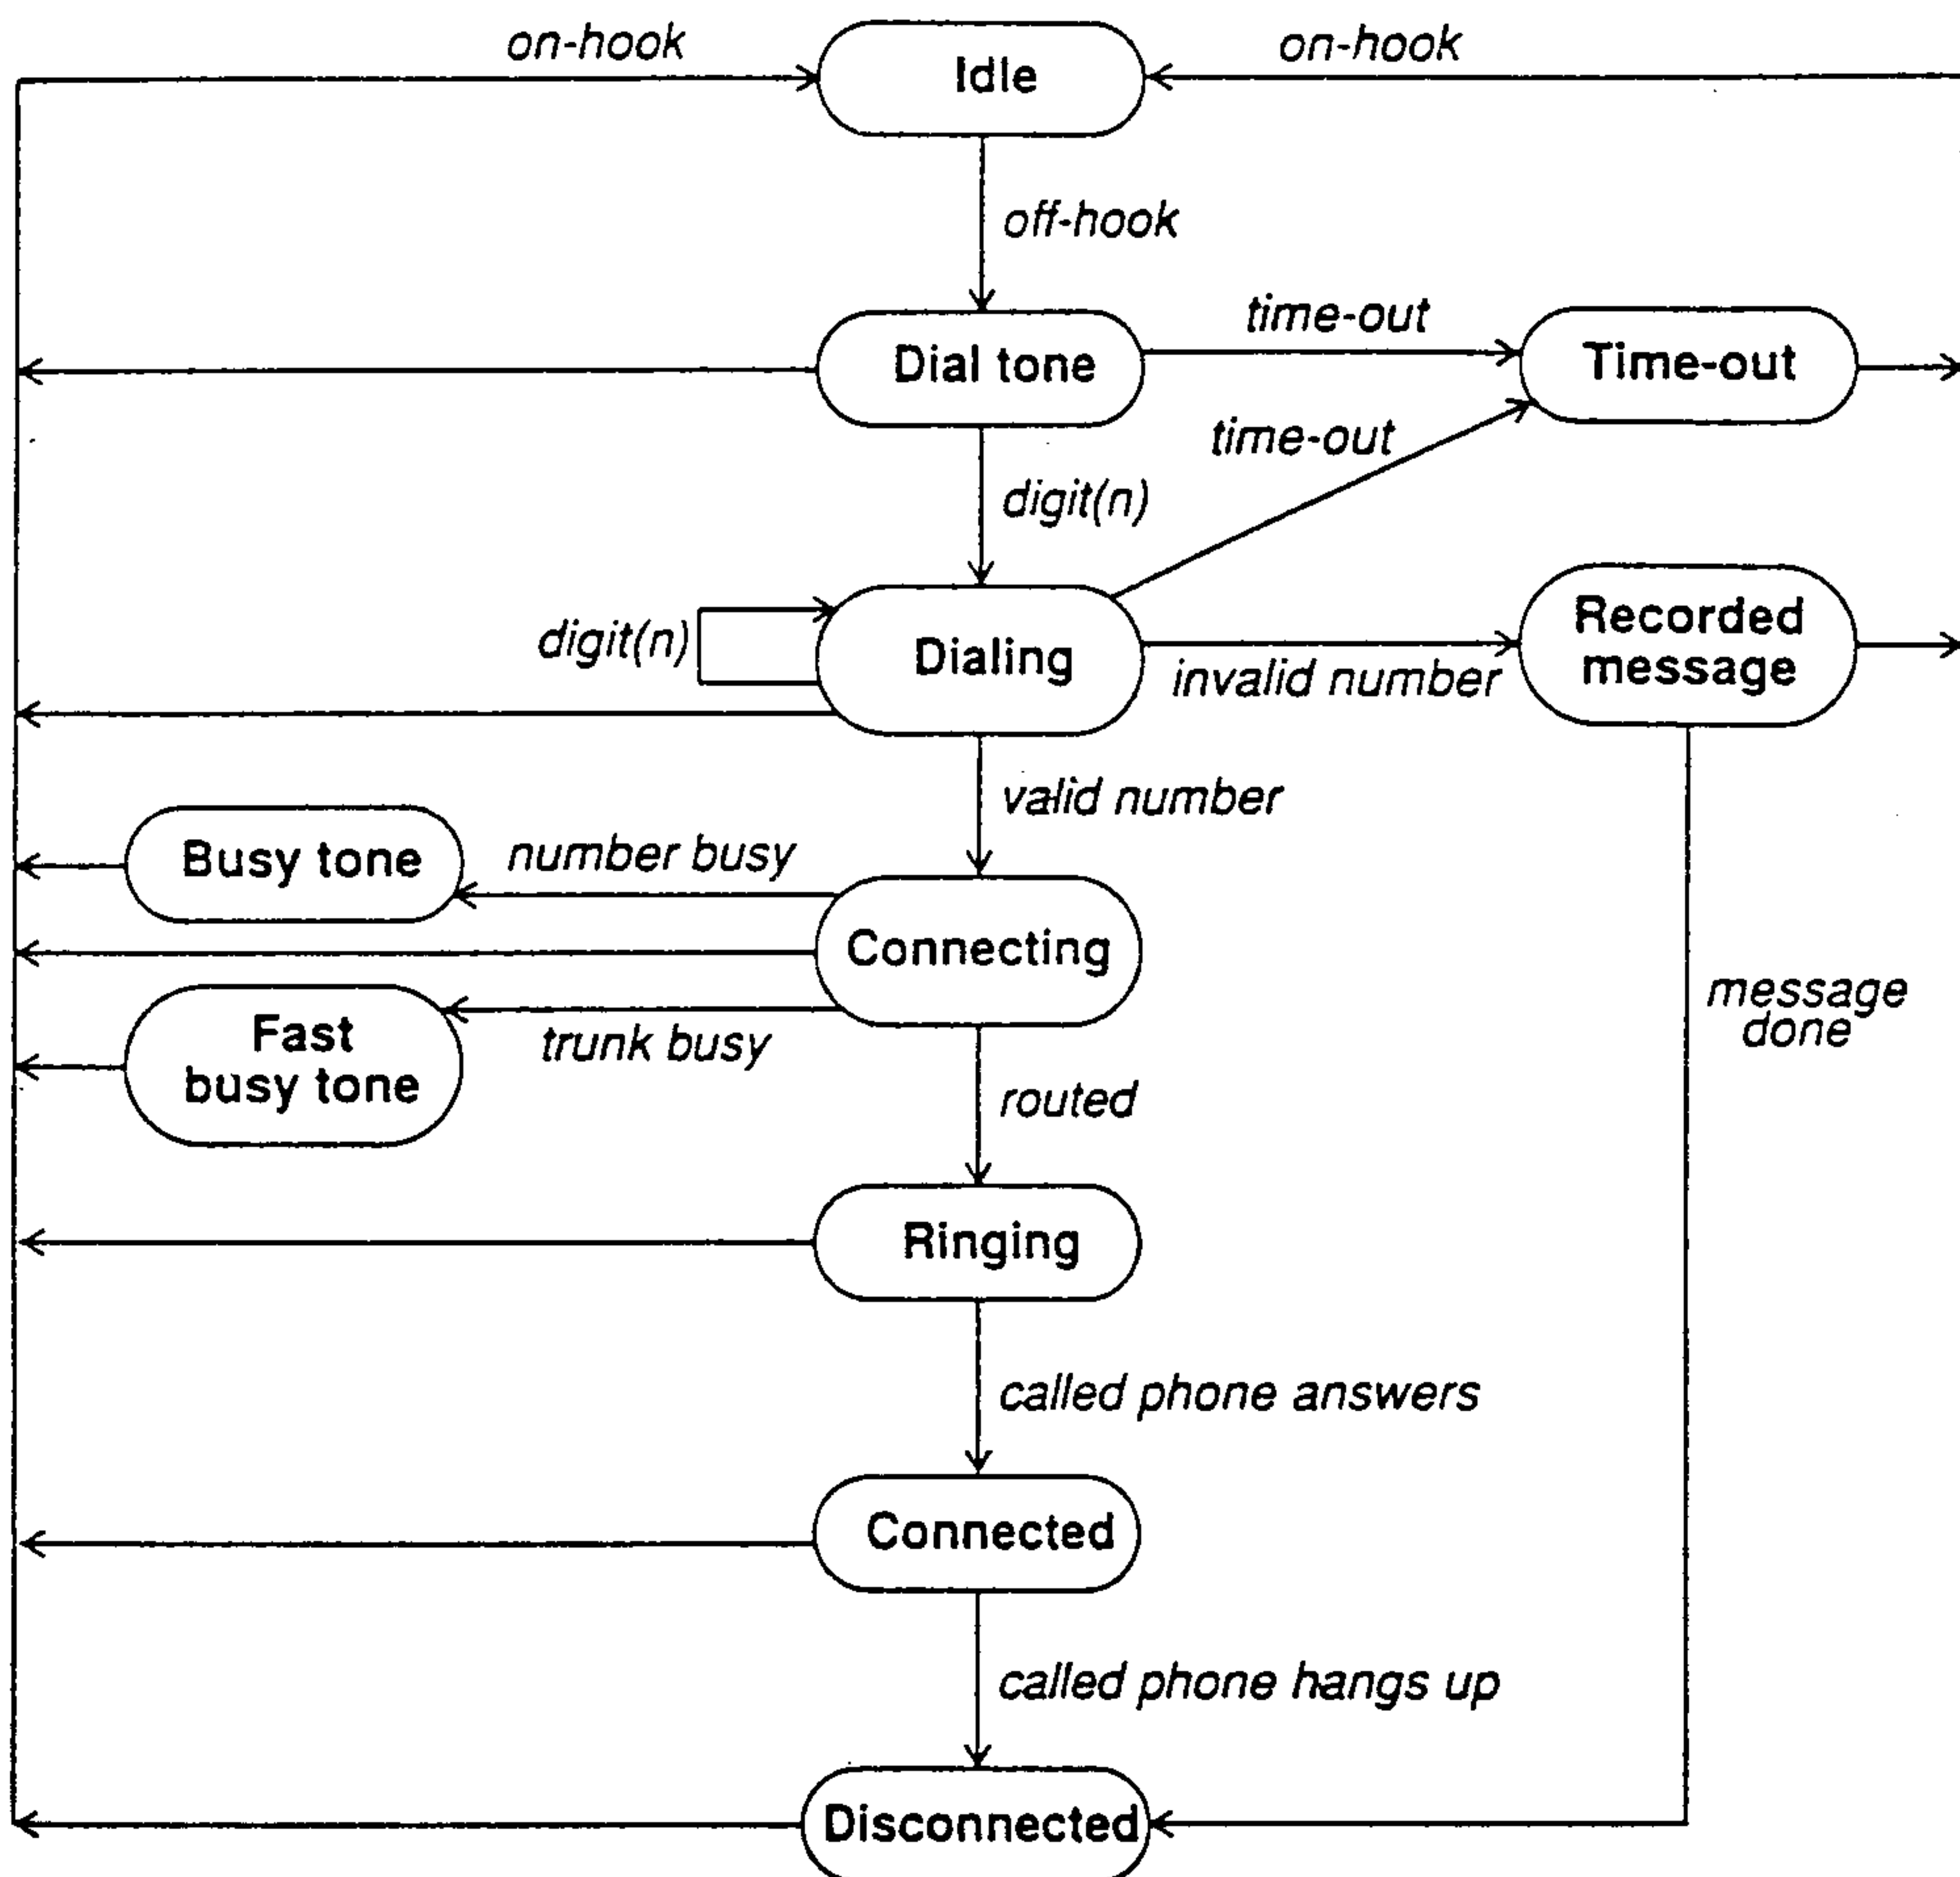 on-hook
Idle
on-hook
off-hook
time-out
Dial tone
Time-out
time-out
digit(n)
digit(n)
Dialing
Recorded
message
invalid number
valid number
Busy tone
number busy
Connecting
Fast
busy tone
trunk busy
message
done
routed
Ringing
called phone answers
Connected
called phone hangs up
Disconnected